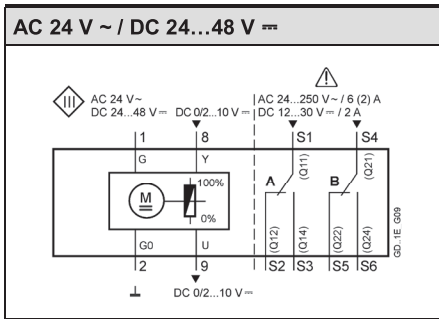 AC 24 V ~ / DC 24...48 V ⎓
AC 24 V ~
DC 24...48 V ⎓
DC 0/2...10 V ⎓
AC 24...250 V~ / 6 (2) A
DC 12...30 V⎓ / 2 A
III
1 8 S1 S4
G Y (Q11) (Q21)
100%
A B
M
0%
G0 U (Q12) (Q14) (Q22) (Q24)
2 9 S2 S3 S5 S6
DC 0/2...10 V ⎓
GD..1E G09